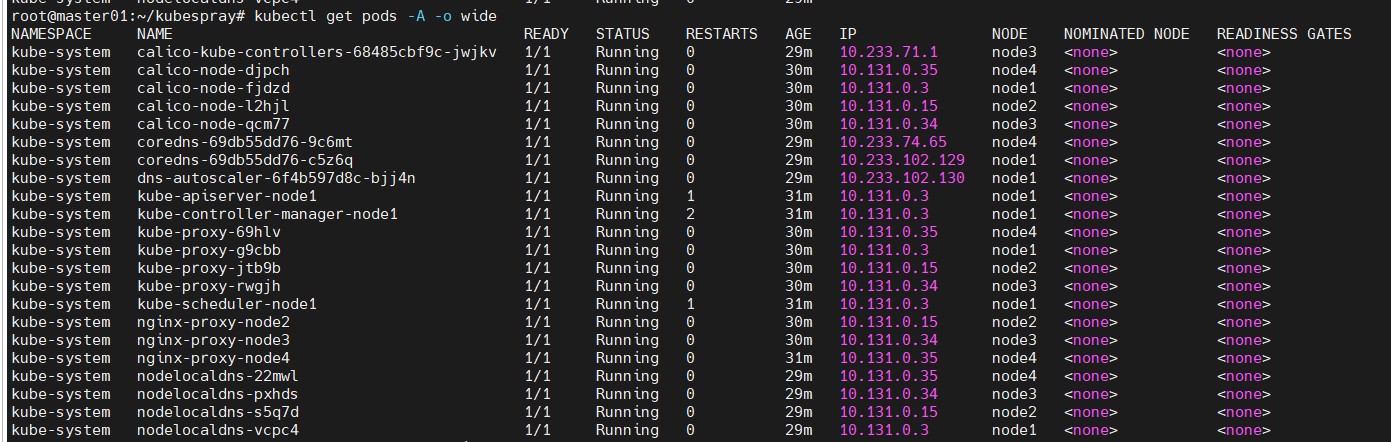 root@master01:~/kubespray# kubectl get pods -A -o wide
NAMESPACE NAME READY STATUS RESTARTS AGE IP NODE NOMINATED NODE READINESS GATES
kube-system calico-kube-controllers-68485cbf9c-jwjkv 1/1 Running 0 29m 10.233.71.1 node3 <none> <none>
kube-system calico-node-djpch 1/1 Running 0 30m 10.131.0.35 node4 <none> <none>
kube-system calico-node-fjdzd 1/1 Running 0 30m 10.131.0.3 node1 <none> <none>
kube-system calico-node-l2hjl 1/1 Running 0 30m 10.131.0.15 node2 <none> <none>
kube-system calico-node-qcm77 1/1 Running 0 30m 10.131.0.34 node3 <none> <none>
kube-system coredns-69db55dd76-9c6mt 1/1 Running 0 29m 10.233.74.65 node4 <none> <none>
kube-system coredns-69db55dd76-c5z6q 1/1 Running 0 29m 10.233.102.129 node1 <none> <none>
kube-system dns-autoscaler-6f4b597d8c-bjj4n 1/1 Running 0 29m 10.233.102.130 node1 <none> <none>
kube-system kube-apiserver-node1 1/1 Running 1 31m 10.131.0.3 node1 <none> <none>
kube-system kube-controller-manager-node1 1/1 Running 2 31m 10.131.0.3 node1 <none> <none>
kube-system kube-proxy-69hlv 1/1 Running 0 30m 10.131.0.35 node4 <none> <none>
kube-system kube-proxy-g9cbb 1/1 Running 0 30m 10.131.0.3 node1 <none> <none>
kube-system kube-proxy-jtb9b 1/1 Running 0 30m 10.131.0.15 node2 <none> <none>
kube-system kube-proxy-rwgjh 1/1 Running 0 30m 10.131.0.34 node3 <none> <none>
kube-system kube-scheduler-node1 1/1 Running 1 31m 10.131.0.3 node1 <none> <none>
kube-system nginx-proxy-node2 1/1 Running 0 30m 10.131.0.15 node2 <none> <none>
kube-system nginx-proxy-node3 1/1 Running 0 30m 10.131.0.34 node3 <none> <none>
kube-system nginx-proxy-node4 1/1 Running 0 31m 10.131.0.35 node4 <none> <none>
kube-system nodelocaldns-22mwl 1/1 Running 0 29m 10.131.0.35 node4 <none> <none>
kube-system nodelocaldns-pxhds 1/1 Running 0 29m 10.131.0.34 node3 <none> <none>
kube-system nodelocaldns-s5q7d 1/1 Running 0 29m 10.131.0.15 node2 <none> <none>
kube-system nodelocaldns-vcpc4 1/1 Running 0 29m 10.131.0.3 node1 <none> <none>